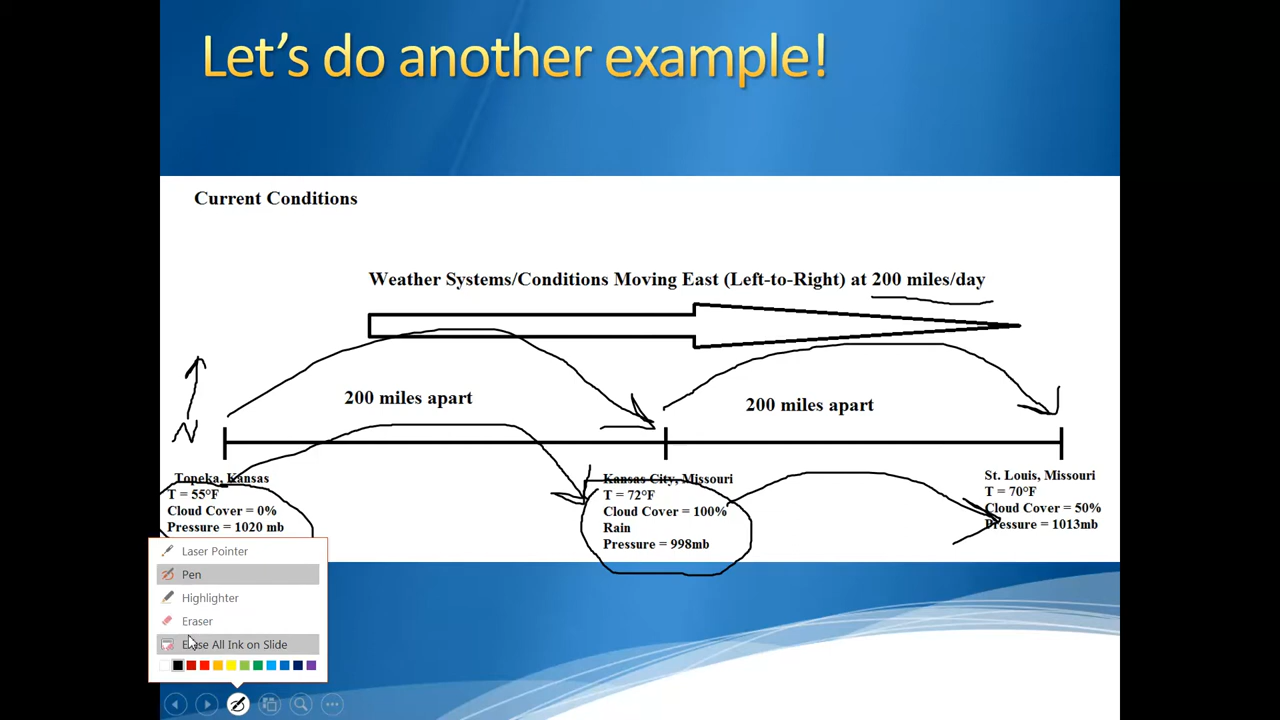 Let's do another example!
Current Conditions
Weather Systems/Conditions Moving East (Left-to-Right) at 200 miles/day
200 miles apart
200 miles apart
N
Topeka, Kansas
T = 55°F
Cloud Cover = 0%
Pressure = 1020 mb
Kansas City, Missouri
T = 72°F
Cloud Cover = 100%
Rain
Pressure = 998mb
St. Louis, Missouri
T = 70°F
Cloud Cover = 50%
Pressure = 1013mb
Laser Pointer
Pen
Highlighter
Eraser
Erase All Ink on Slide